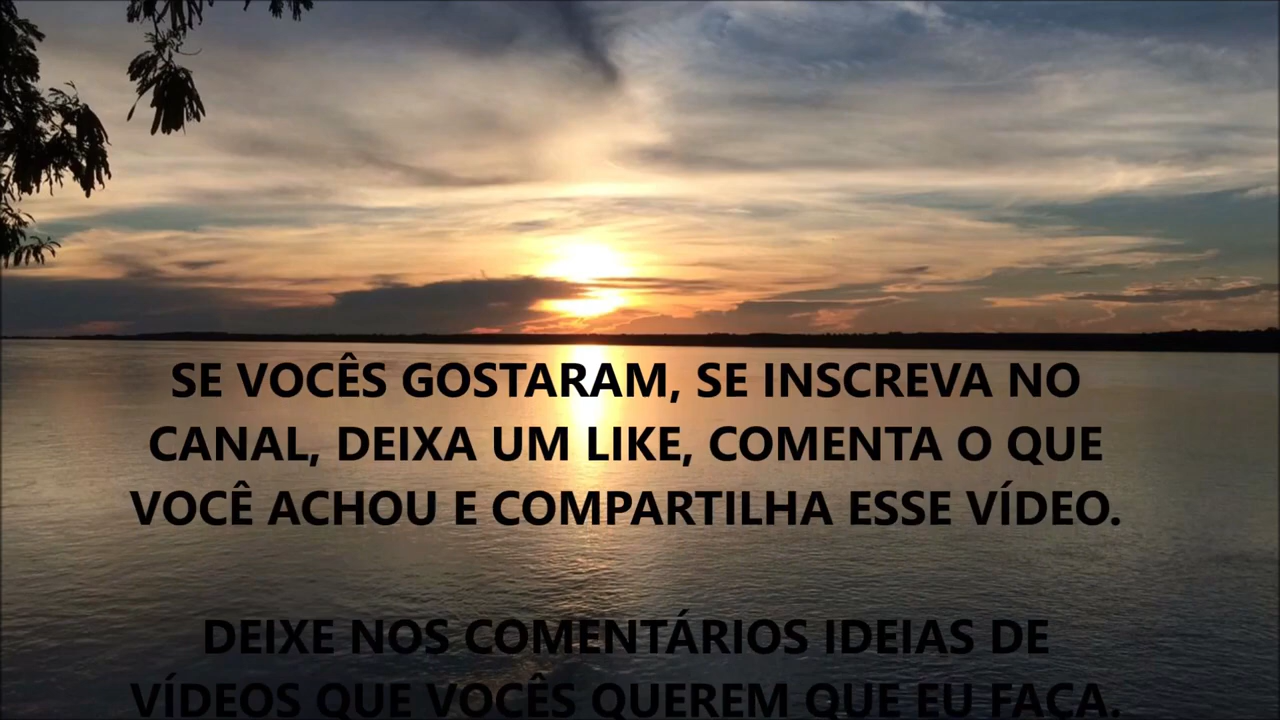 SE VOCÊS GOSTARAM, SE INSCREVA NO
CANAL, DEIXA UM LIKE, COMENTA O QUE
VOCÊ ACHOU E COMPARTILHA ESSE VÍDEO.
DEIXE NOS COMENTÁRIOS IDEIAS DE
VÍDEOS QUE VOCÊS QUEREM QUE EU FAÇA.